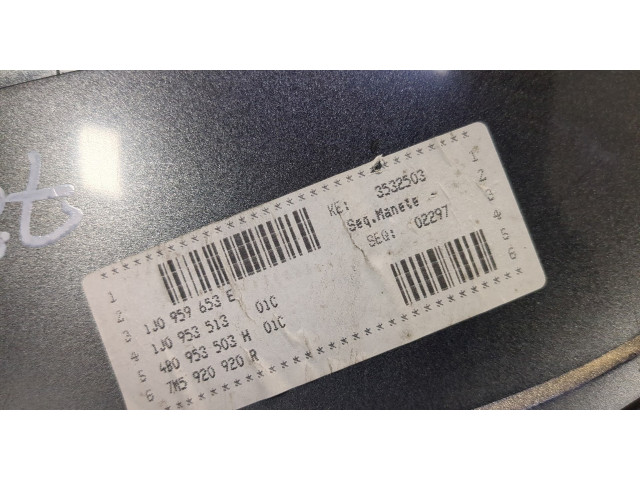 ********************
1 KE: 3532503 1
2 Seq.Manete - 2
3 1J0 959 653 E SEQ: 02297 3
4 1J0 953 513 01C 4
5 4B0 953 503 H 01C 5
6 7M5 920 920 R 6
********************